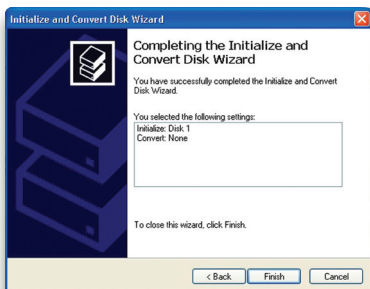 Initialize and Convert Disk Wizard
Completing the Initialize and
Convert Disk Wizard
You have successfully completed the Initialize and Convert
Disk Wizard.
You selected the following settings:
Initialize: Disk 1
Convert: None
To close this wizard, click Finish.
< Back
Finish
Cancel